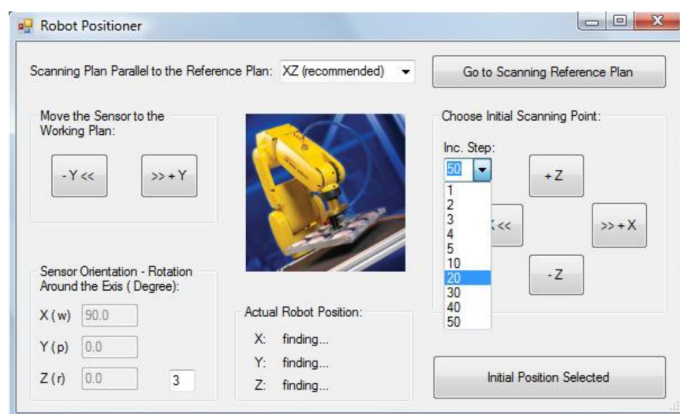 Robot Positioner
Scanning Plan Parallel to the Reference Plan: XZ (recommended)
Go to Scanning Reference Plan
Move the Sensor to the
Working Plan:
- Y <<
>> + Y
Choose Initial Scanning Point:
Inc. Step:
50
1
2
3
4
5
10
20
30
40
50
+ Z
<<
>> + X
- Z
Sensor Orientation - Rotation
Around the Exis ( Degree):
X ( w) 90.0
Y ( p) 0.0
Z ( r) 0.0
3
Actual Robot Position:
X: finding...
Y: finding...
Z: finding...
Initial Position Selected